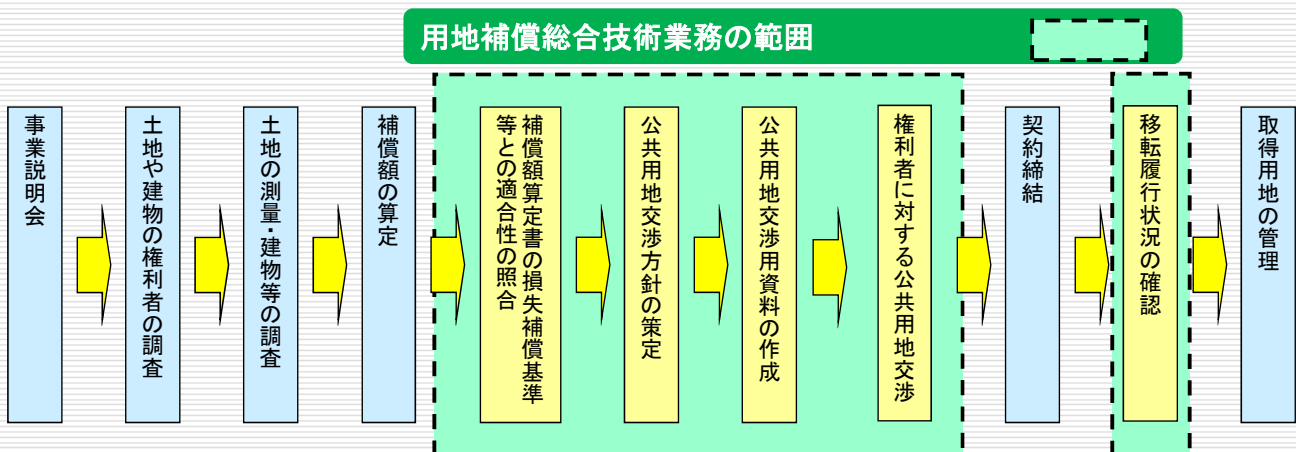 用地補償総合技術業務の範囲
事業説明会
土地や建物の権利者の調査
土地の測量・建物等の調査
補償額の算定
補償額算定書の損失補償基準
等との適合性の照合
公共用地交渉方針の策定
公共用地交渉用資料の作成
権利者に対する公共用地交渉
契約締結
移転履行状況の確認
取得用地の管理